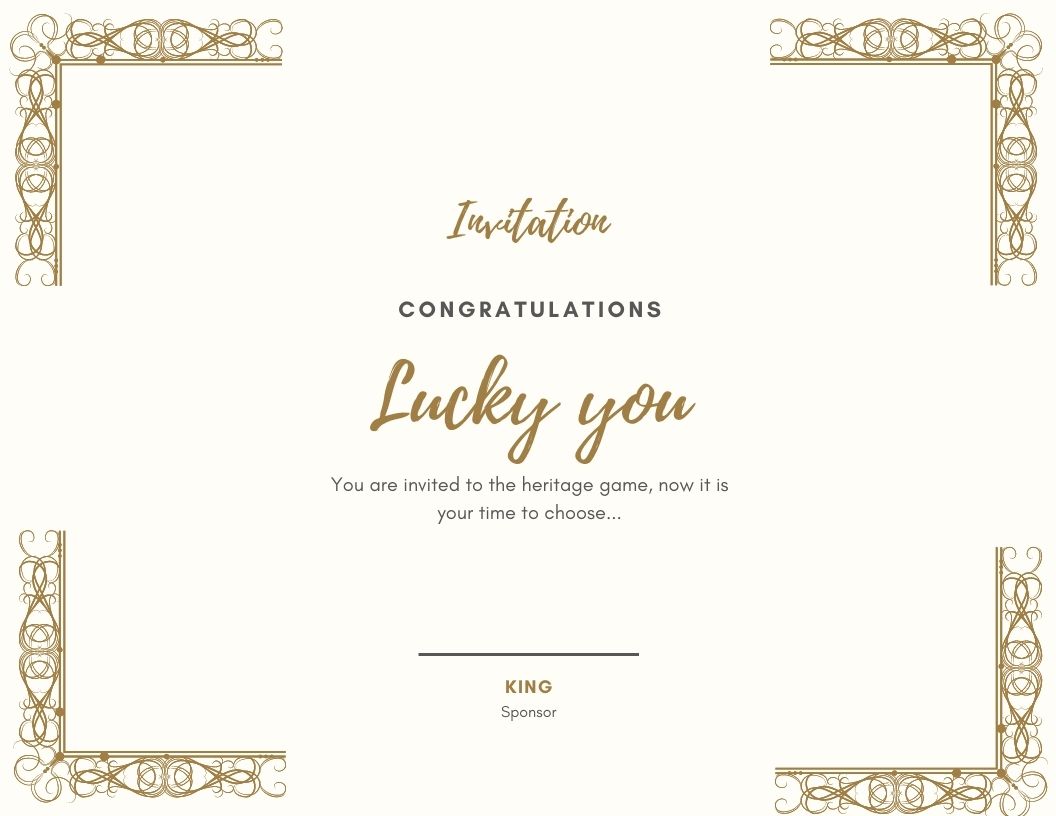 Invitation
CONGRATULATIONS
Lucky you
You are invited to the heritage game, now it is
your time to choose...
KING
Sponsor